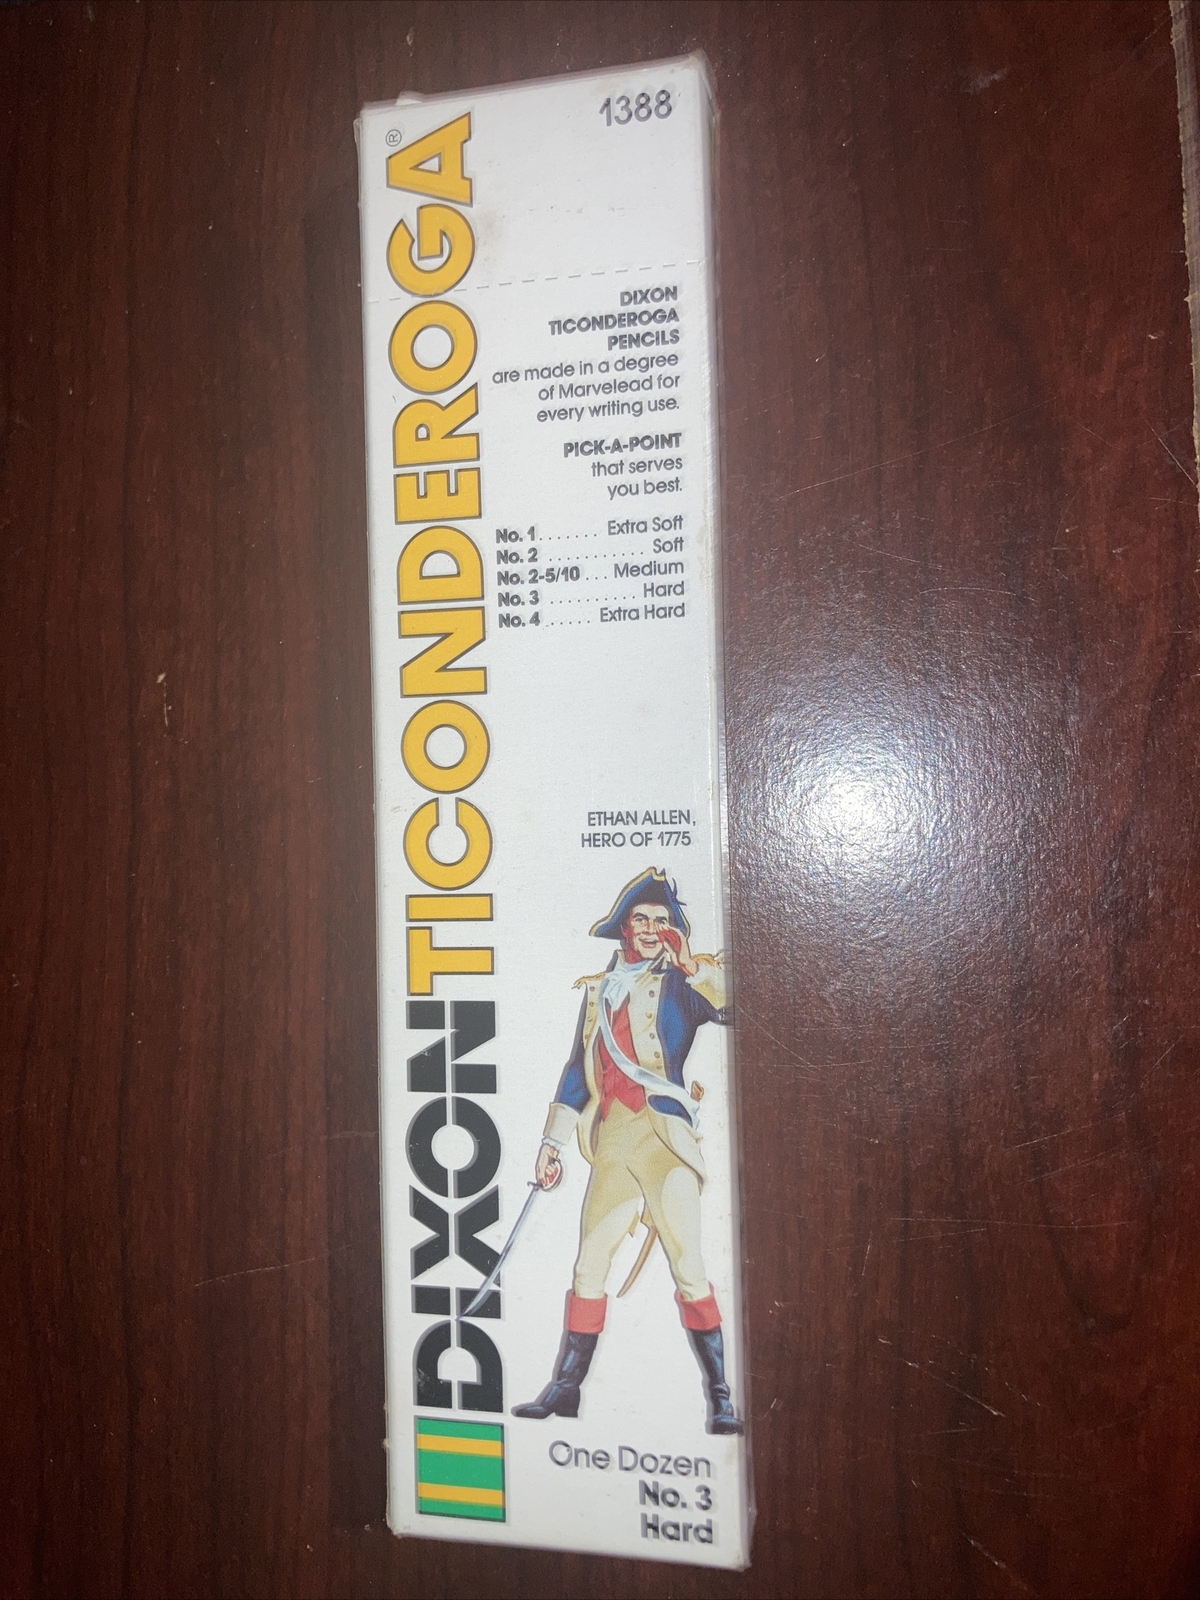 1388
DIXON TICONDEROGA®
DIXON
TICONDEROGA
PENCILS
are made in a degree
of Marvelead for
every writing use.
PICK-A-POINT
that serves
you best.
No. 1 ....... Extra Soft
No. 2 ........... Soft
No. 2-5/10 ... Medium
No. 3 .......... Hard
No. 4 ...... Extra Hard
ETHAN ALLEN,
HERO OF 1775
One Dozen
No. 3
Hard